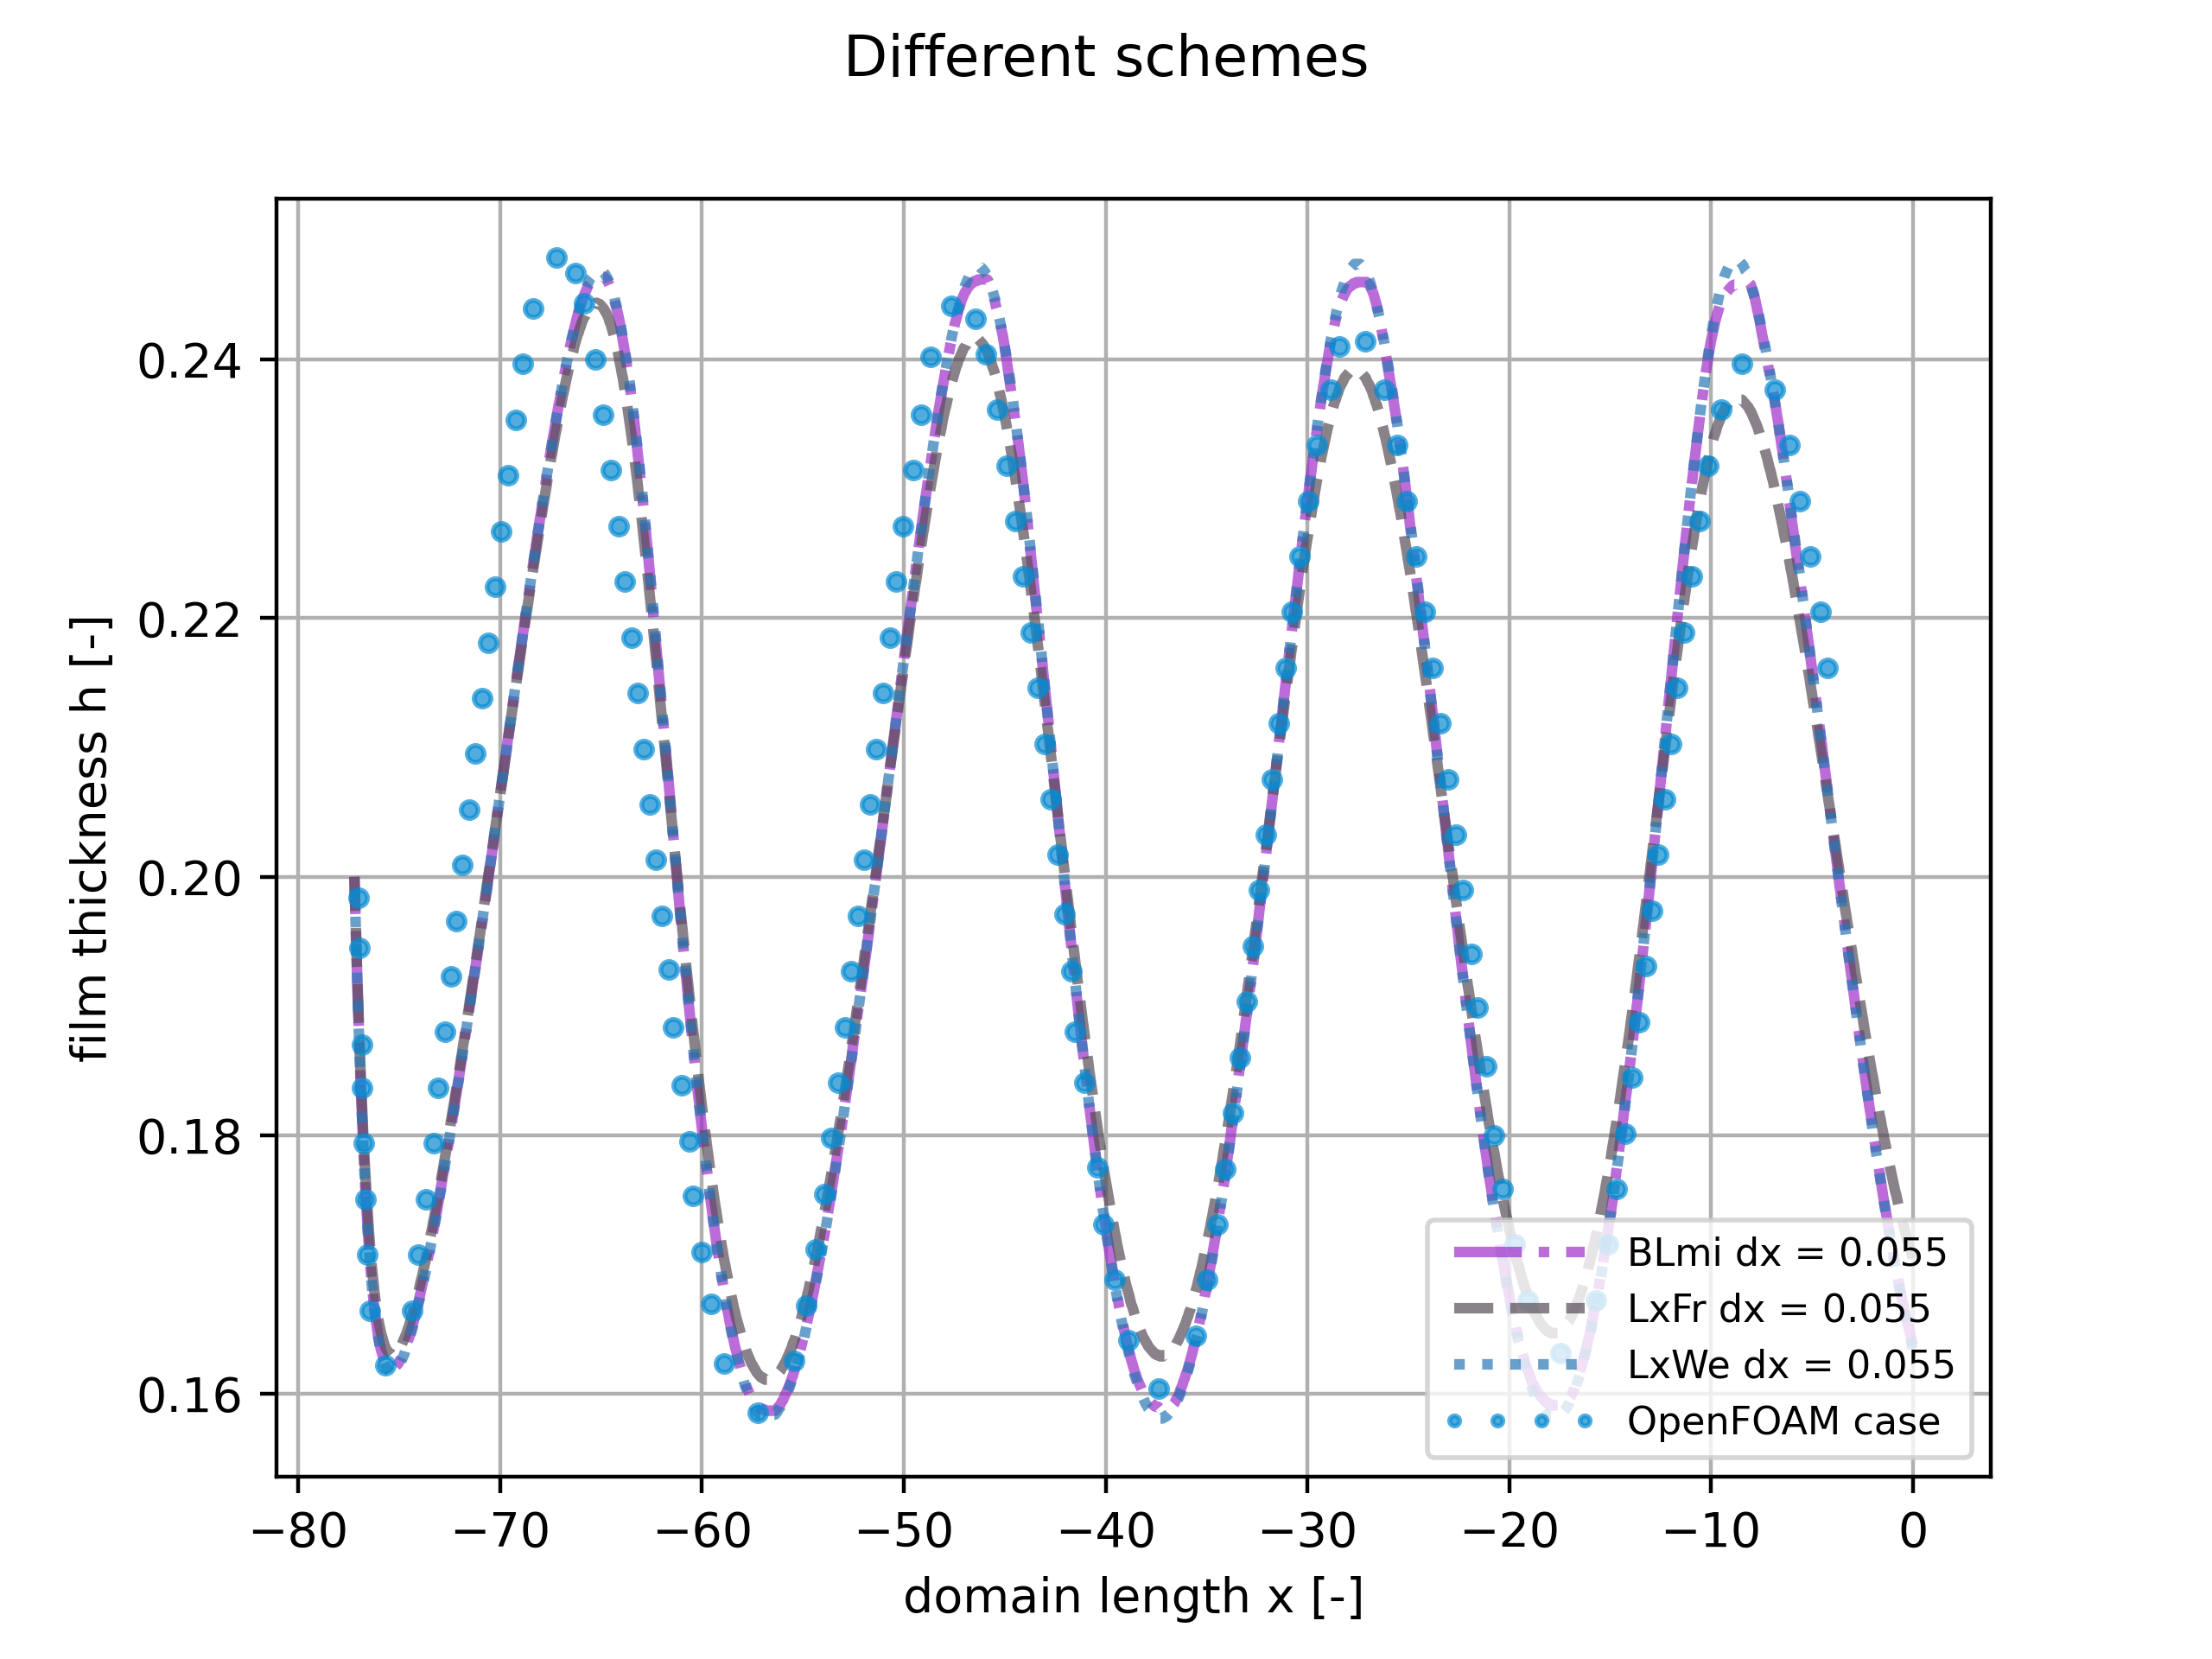 Different schemes
film thickness h [-]
0.24
0.22
0.20
0.18
0.16
BLmi dx = 0.055
LxFr dx = 0.055
LxWe dx = 0.055
OpenFOAM case
−80 −70 −60 −50 −40 −30 −20 −10 0
domain length x [-]